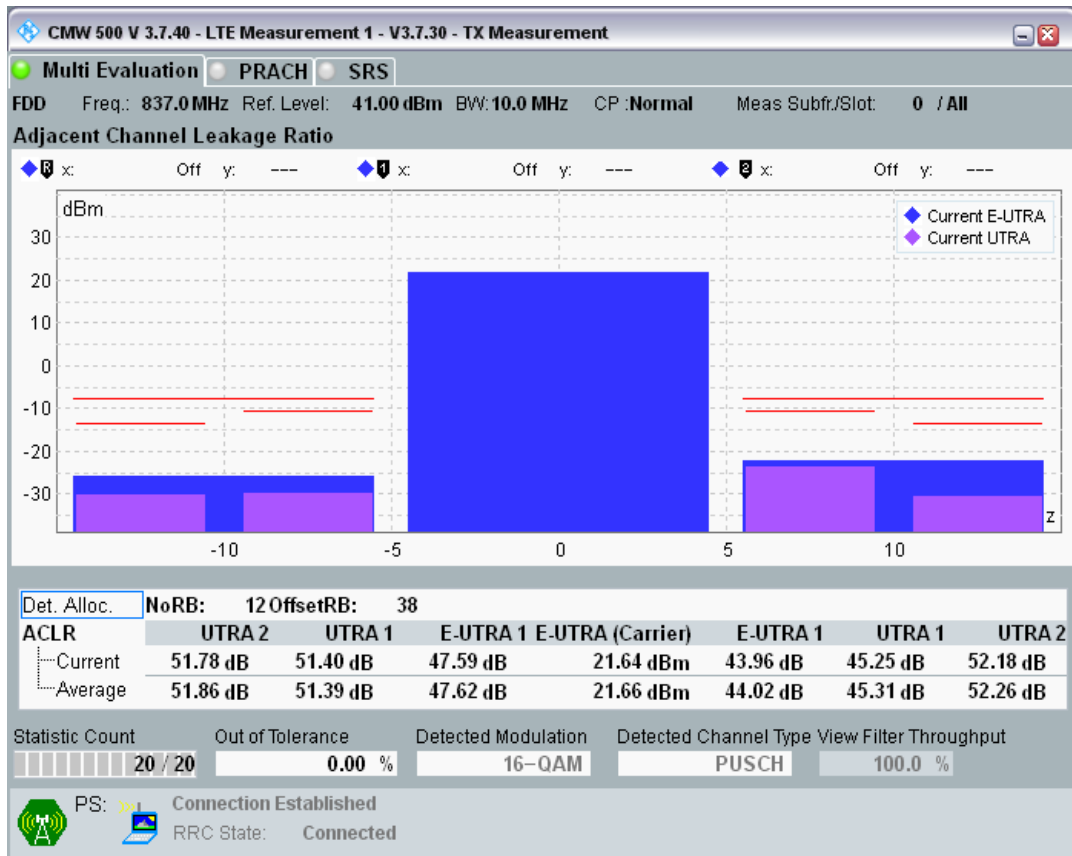 CMW 500 V 3.7.40 - LTE Measurement 1 - V3.7.30 - TX Measurement
Multi Evaluation PRACH SRS
FDD Freq.: 837.0 MHz Ref. Level: 41.00 dBm BW: 10.0 MHz CP :Normal Meas Subfr./Slot: 0 / All
Adjacent Channel Leakage Ratio
R x: Off y: --- 1 x: Off y: --- 2 x: Off y: ---
dBm
Current E-UTRA
Current UTRA
30
20
10
0
-10
-20
-30
z
-10 -5 0 5 10
Det. Alloc. NoRB: 12 OffsetRB: 38
ACLR UTRA 2 UTRA 1 E-UTRA 1 E-UTRA (Carrier) E-UTRA 1 UTRA 1 UTRA 2
Current 51.78 dB 51.40 dB 47.59 dB 21.64 dBm 43.96 dB 45.25 dB 52.18 dB
Average 51.86 dB 51.39 dB 47.62 dB 21.66 dBm 44.02 dB 45.31 dB 52.26 dB
Statistic Count Out of Tolerance Detected Modulation Detected Channel Type View Filter Throughput
20 / 20 0.00 % 16-QAM PUSCH 100.0 %
PS: Connection Established
RRC State: Connected